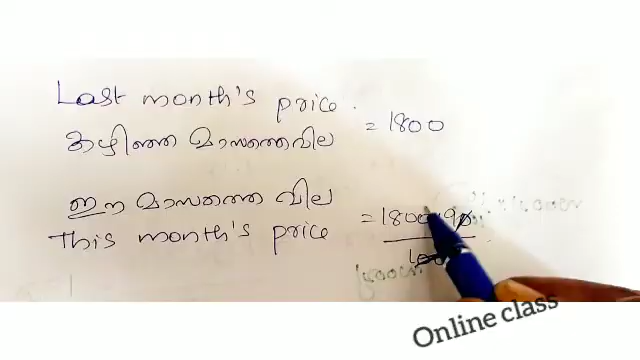 Last month's price
കഴിഞ്ഞ മാസത്തെവില = 1800
ഈ മാസത്തെ വില
This month's price = 1800 90
100
Online class